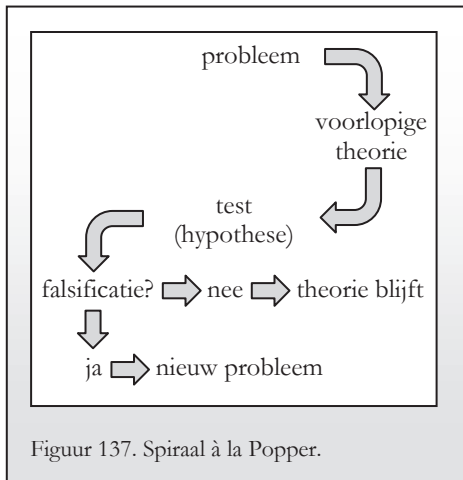 probleem
voorlopige
theorie
test
(hypothese)
falsificatie? nee theorie blijft
ja nieuw probleem
Figuur 137. Spiraal à la Popper.